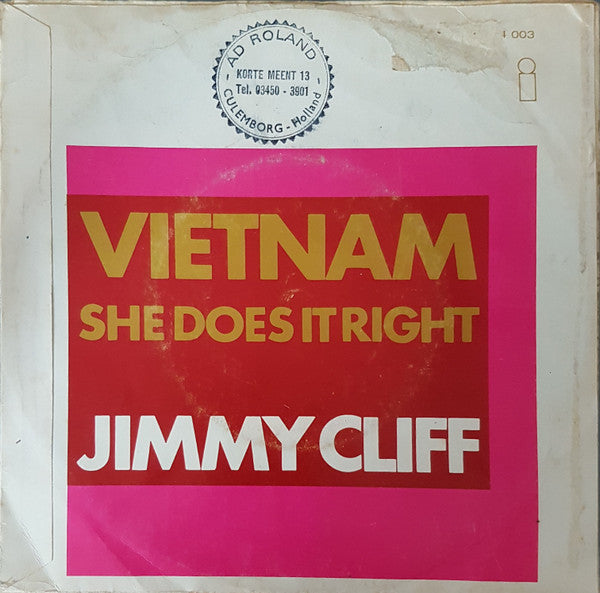 AD ROLAND
KORTE MEENT 13
Tel. 03450 - 3901
CULEMBORG - Holland
003
i
VIETNAM
SHE DOES IT RIGHT
JIMMY CLIFF